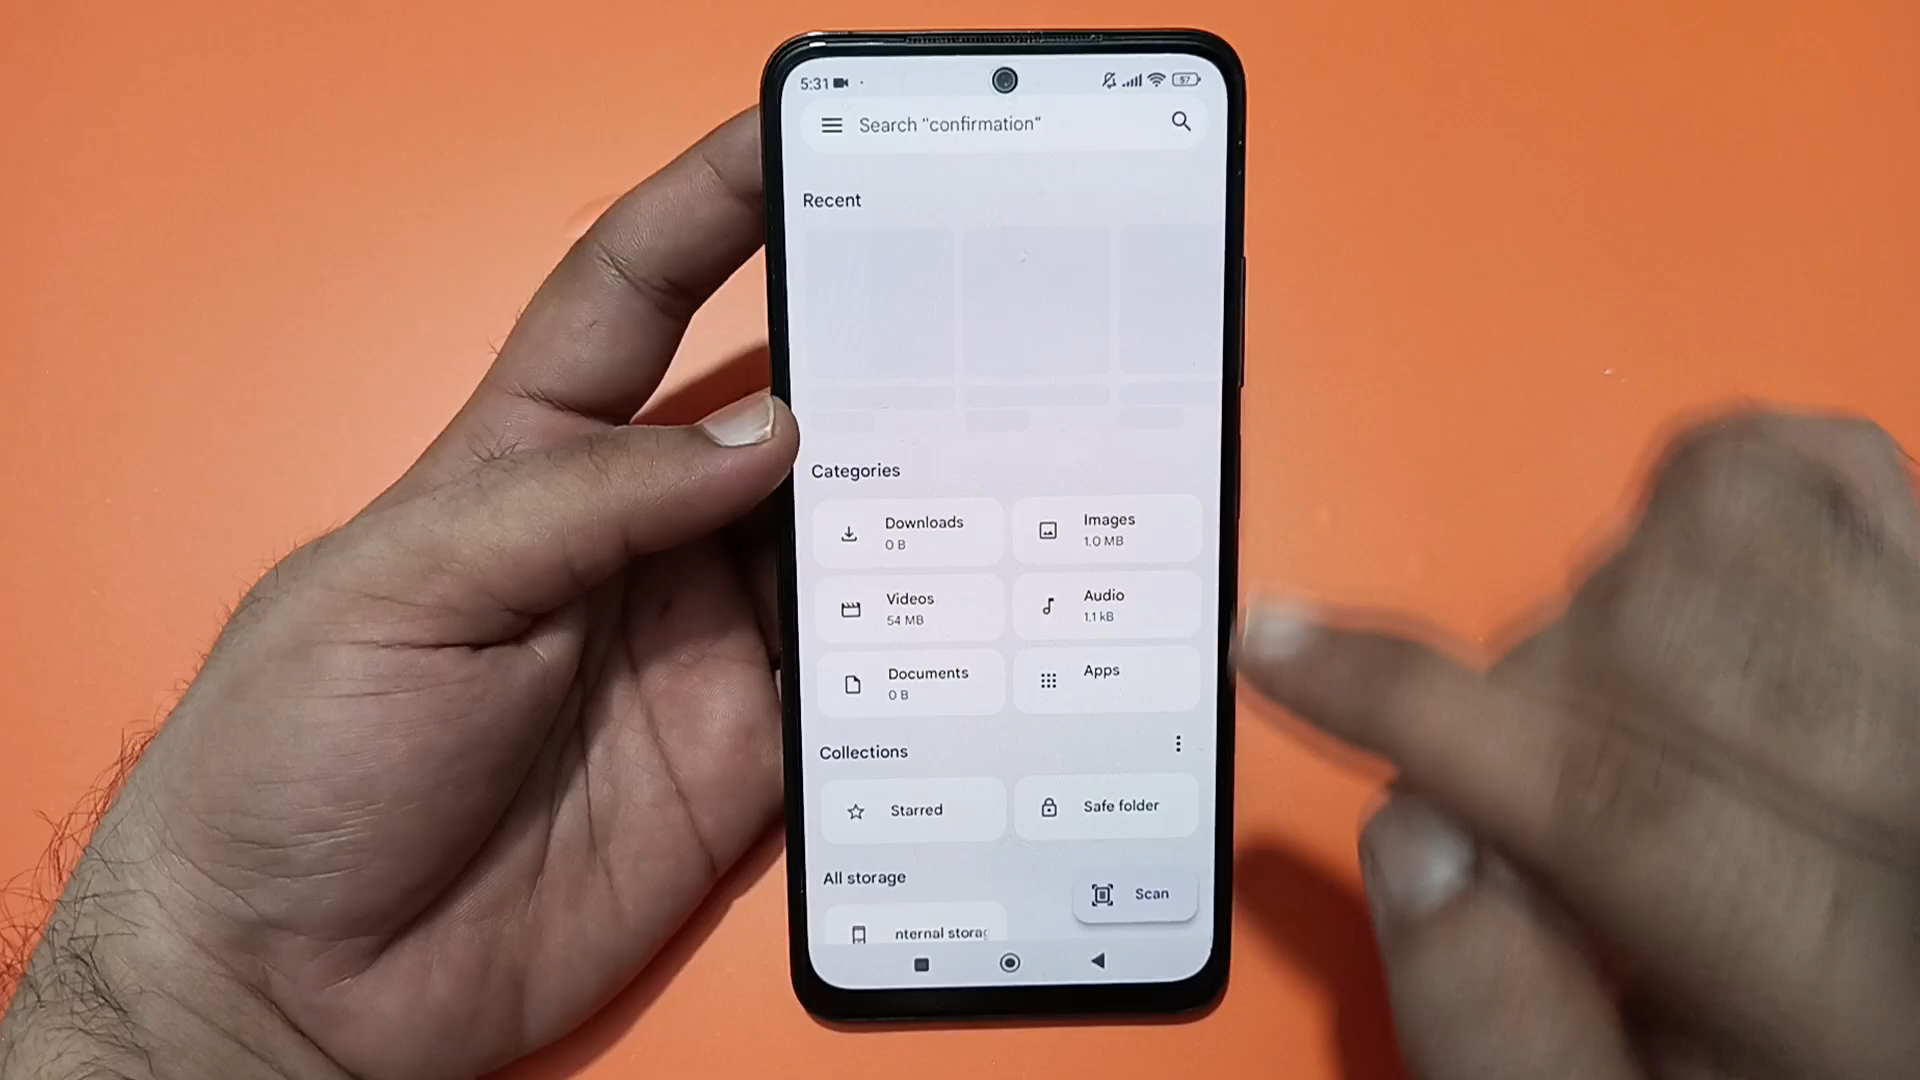 5:31
57
Search "confirmation"
Recent
Categories
Downloads
0 B
Images
1.0 MB
Videos
54 MB
Audio
1.1 kB
Documents
0 B
Apps
Collections
Starred
Safe folder
All storage
Scan
nternal storag